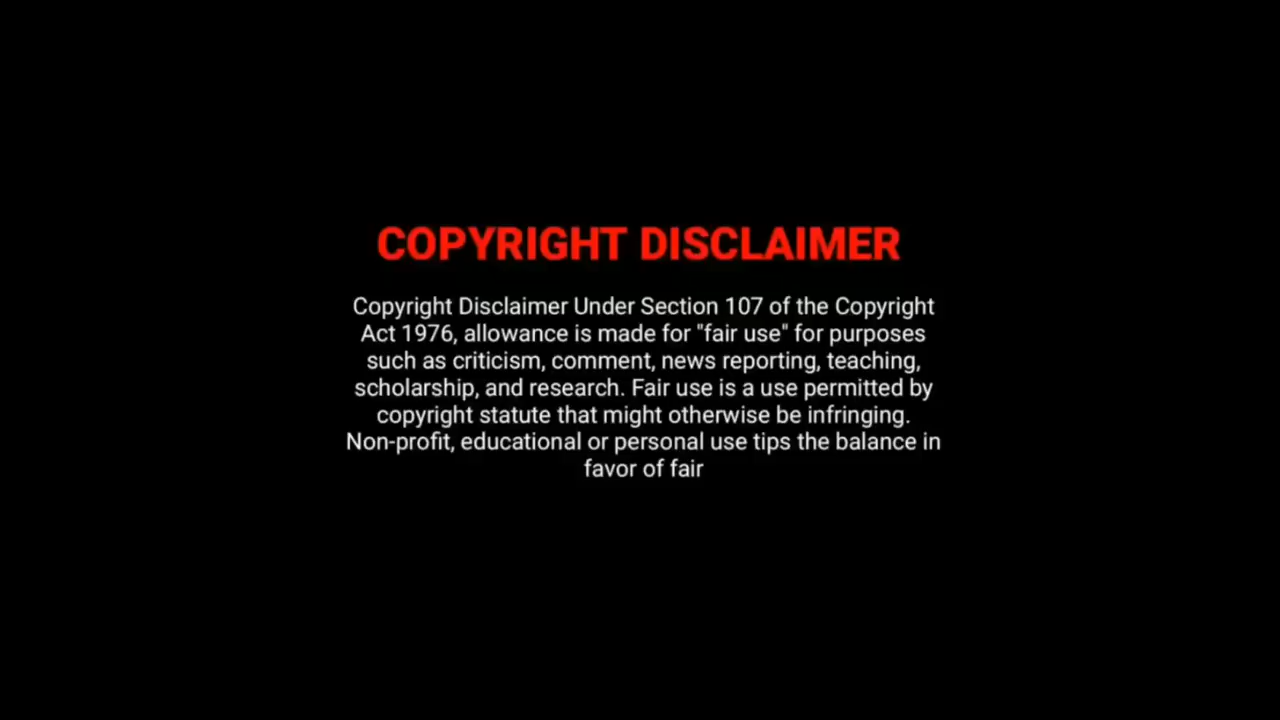 COPYRIGHT DISCLAIMER
Copyright Disclaimer Under Section 107 of the Copyright
Act 1976, allowance is made for "fair use" for purposes
such as criticism, comment, news reporting, teaching,
scholarship, and research. Fair use is a use permitted by
copyright statute that might otherwise be infringing.
Non-profit, educational or personal use tips the balance in
favor of fair